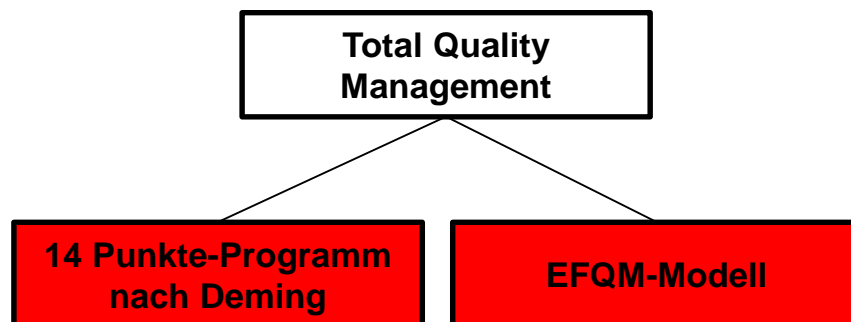 Total Quality
Management
14 Punkte-Programm
nach Deming
EFQM-Modell